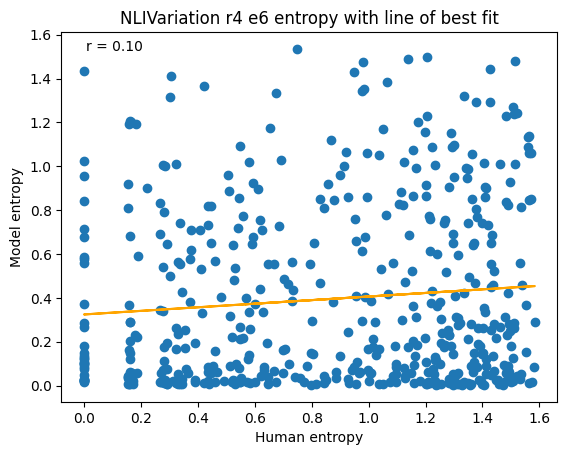 NLIVariation r4 e6 entropy with line of best fit
r = 0.10
Model entropy
1.6
1.4
1.2
1.0
0.8
0.6
0.4
0.2
0.0
0.0 0.2 0.4 0.6 0.8 1.0 1.2 1.4 1.6
Human entropy